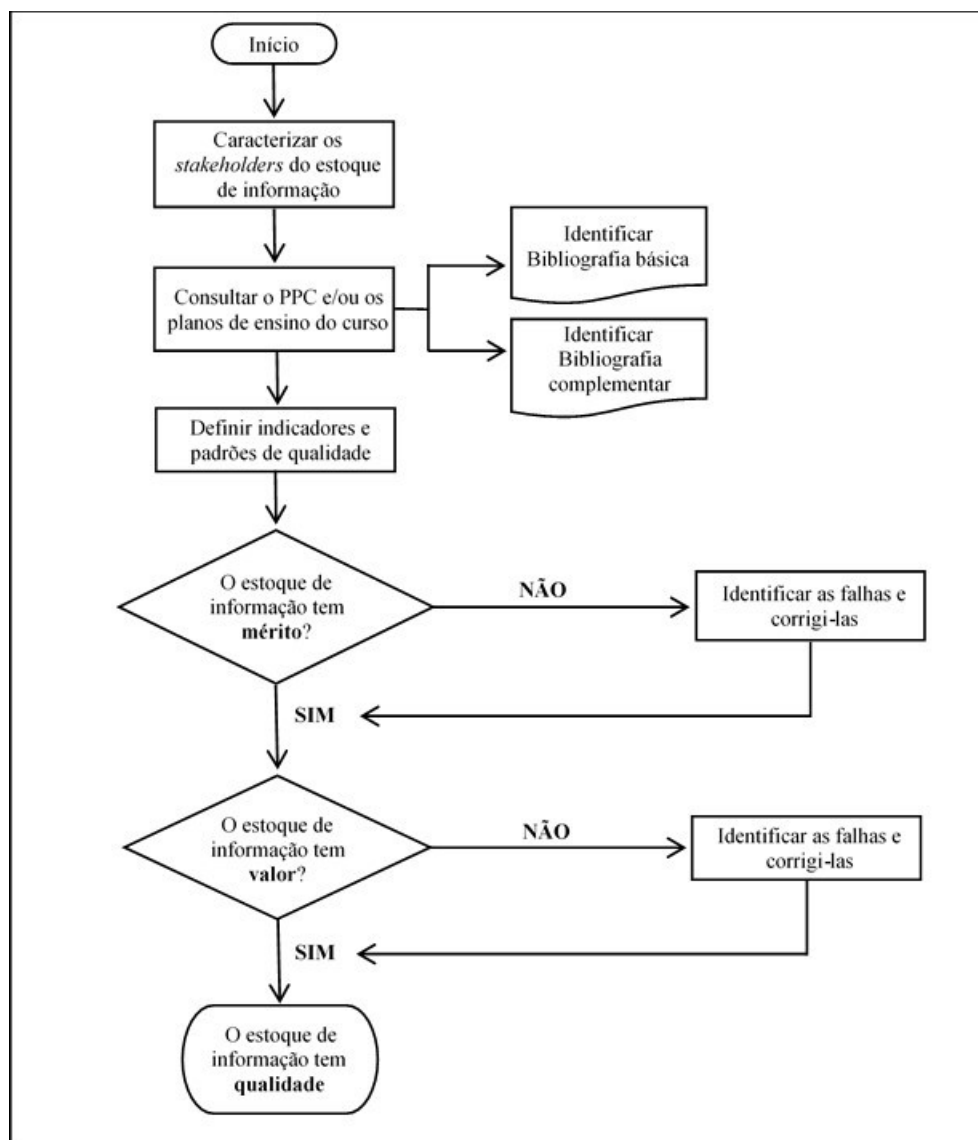 Início
Caracterizar os
stakeholders do estoque
de informação
Identificar
Bibliografia básica
Consultar o PPC e/ou os
planos de ensino do curso
Identificar
Bibliografia
complementar
Definir indicadores e
padrões de qualidade
O estoque de
informação tem
mérito?
NÃO
Identificar as falhas e
corrigi-las
SIM
O estoque de
informação tem
valor?
NÃO
Identificar as falhas e
corrigi-las
SIM
O estoque de
informação tem
qualidade